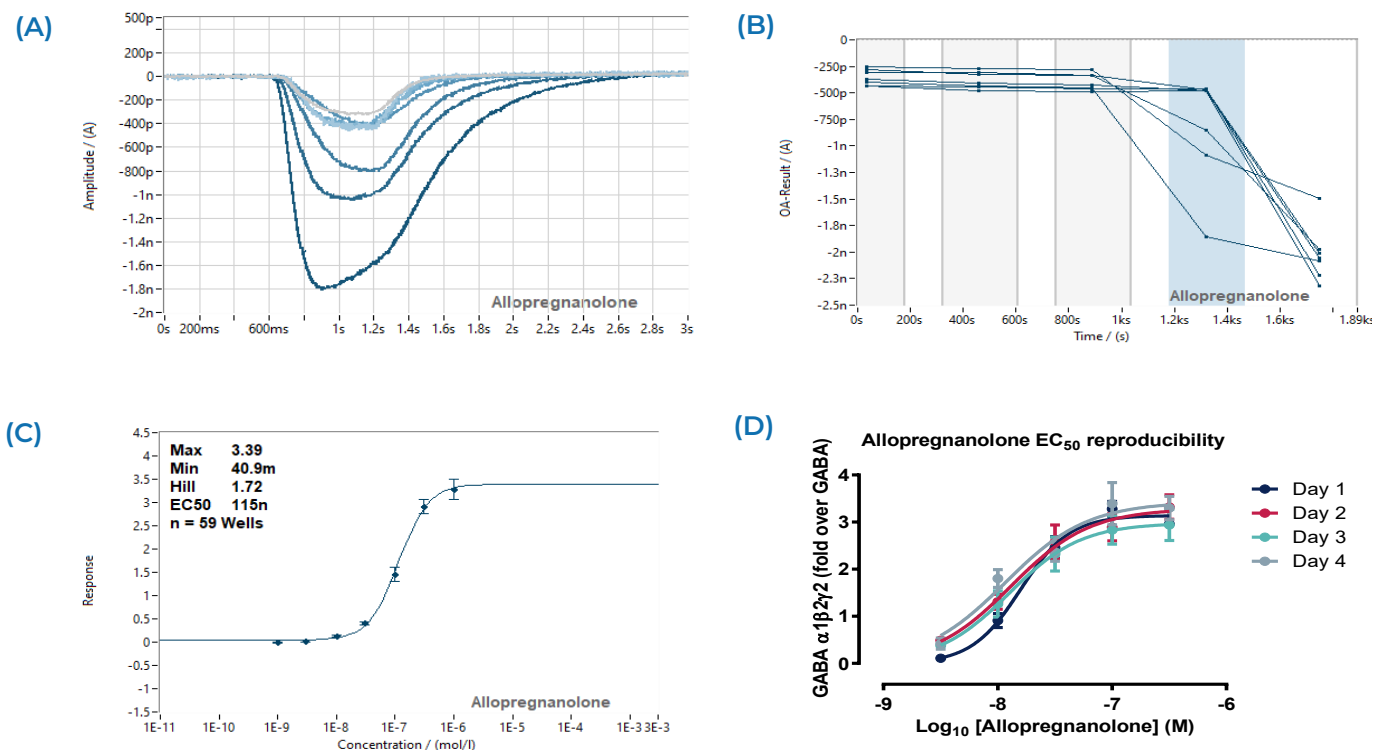 (A)
500p
200p
0
-200p
-400p
-600p
-800p
-1n
-1.2n
-1.4n
-1.6n
-1.8n
-2n
Amplitude / (A)
Allopregnanolone
0s 200ms 600ms 1s 1.2s 1.4s 1.6s 1.8s 2s 2.2s 2.4s 2.6s 3s
(B)
0
-250p
-500p
-750p
-1n
-1.3n
-1.5n
-1.8n
-2n
-2.3n
-2.5n
OA-Result / (A)
Allopregnanolone
0s 200s 400s 600s 800s 1ks 1.2ks 1.4ks 1.6ks 1.89ks
Time / (s)
(C)
4.5
4
3.5
3
2.5
2
1.5
1
0.5
0
-0.5
-1
-1.5
Response
Max 3.39
Min 40.9m
Hill 1.72
EC50 115n
n = 59 Wells
Allopregnanolone
1E-11 1E-10 1E-9 1E-8 1E-7 1E-6 1E-5 1E-4 1E-3 3E-3
Concentration / (mol/l)
(D)
Allopregnanolone EC50 reproducibility
GABA α1β2γ2 (fold over GABA)
4
3
2
1
0
Day 1
Day 2
Day 3
Day 4
-9 -8 -7 -6
Log10 [Allopregnanolone] (M)